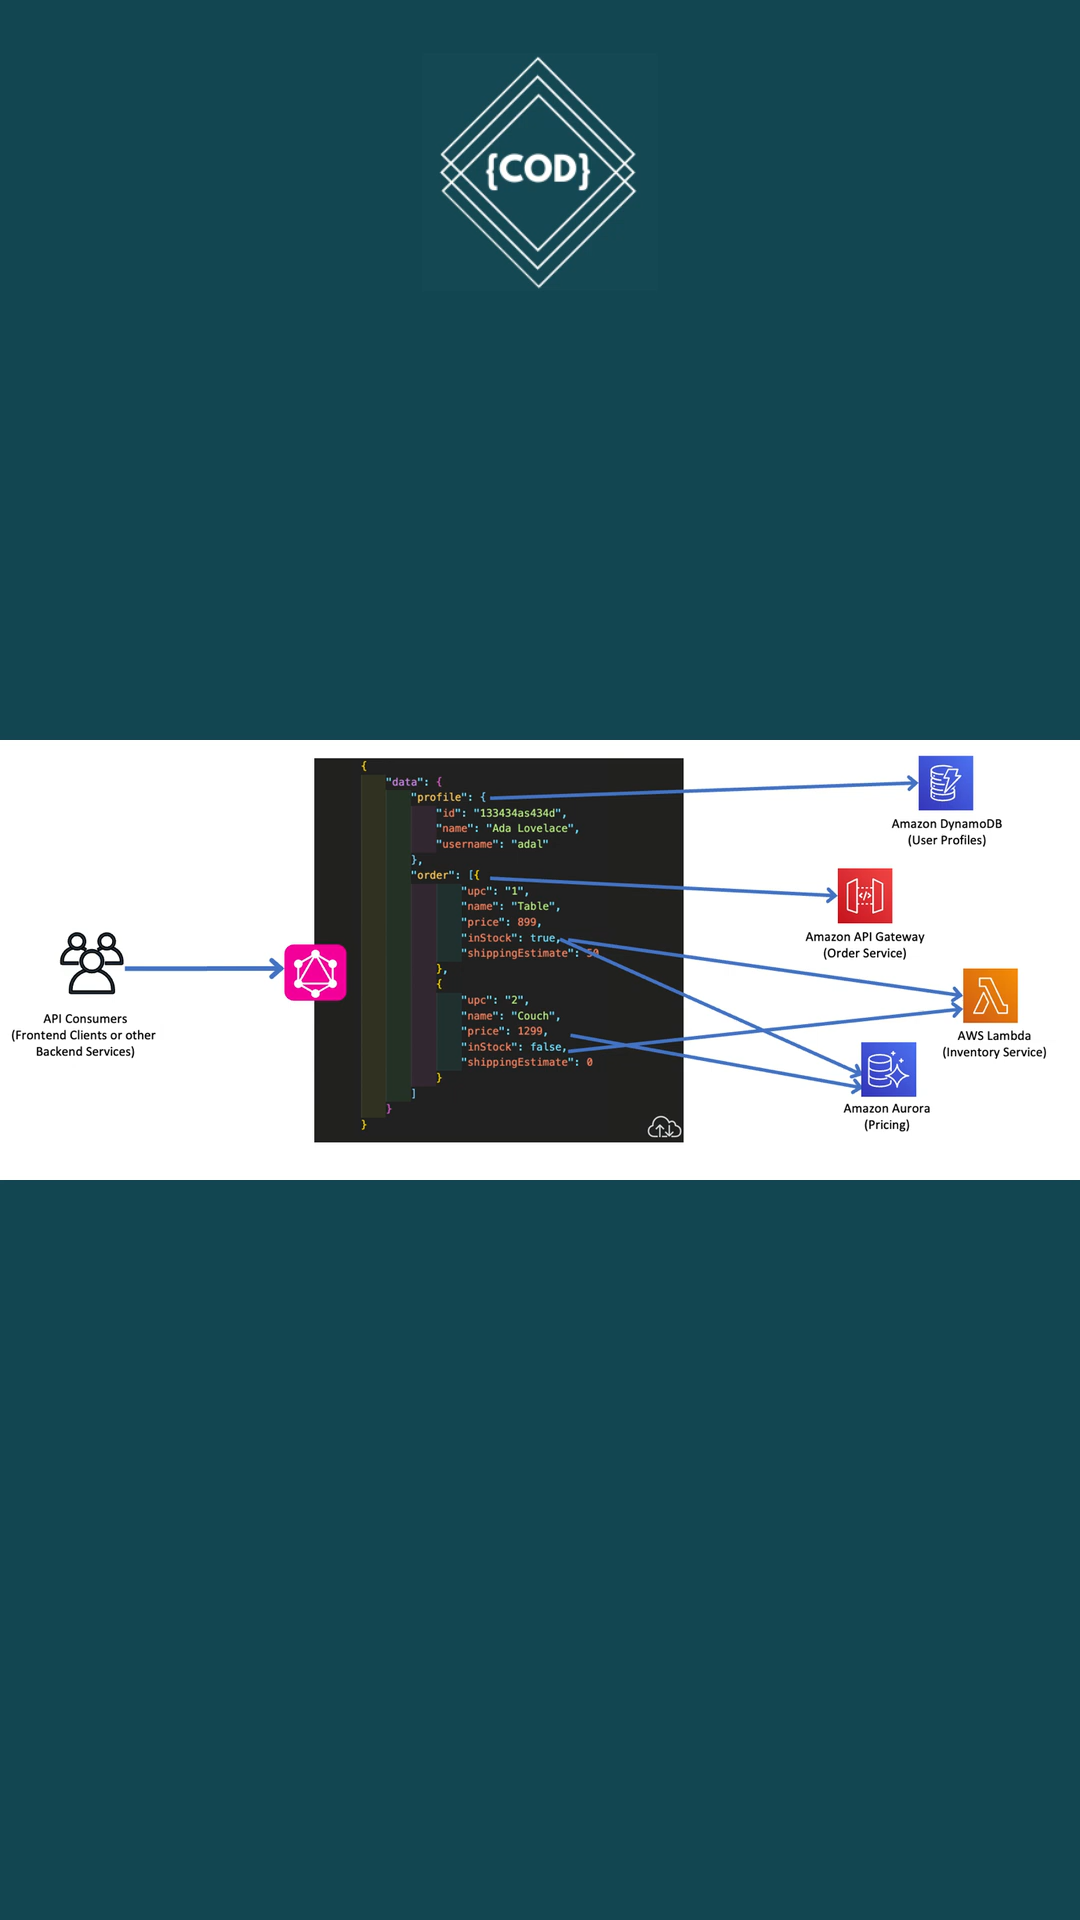 {COD}
{
"data": {
"profile": {
"id": "133434as434d",
"name": "Ada Lovelace",
"username": "adal"
},
"order": [{
"upc": "1",
"name": "Table",
"price": 899,
"inStock": true,
"shippingEstimate": 50
},
{
"upc": "2",
"name": "Couch",
"price": 1299,
"inStock": false,
"shippingEstimate": 0
}
]
}
}
API Consumers
(Frontend Clients or other
Backend Services)
Amazon DynamoDB
(User Profiles)
Amazon API Gateway
(Order Service)
AWS Lambda
(Inventory Service)
Amazon Aurora
(Pricing)